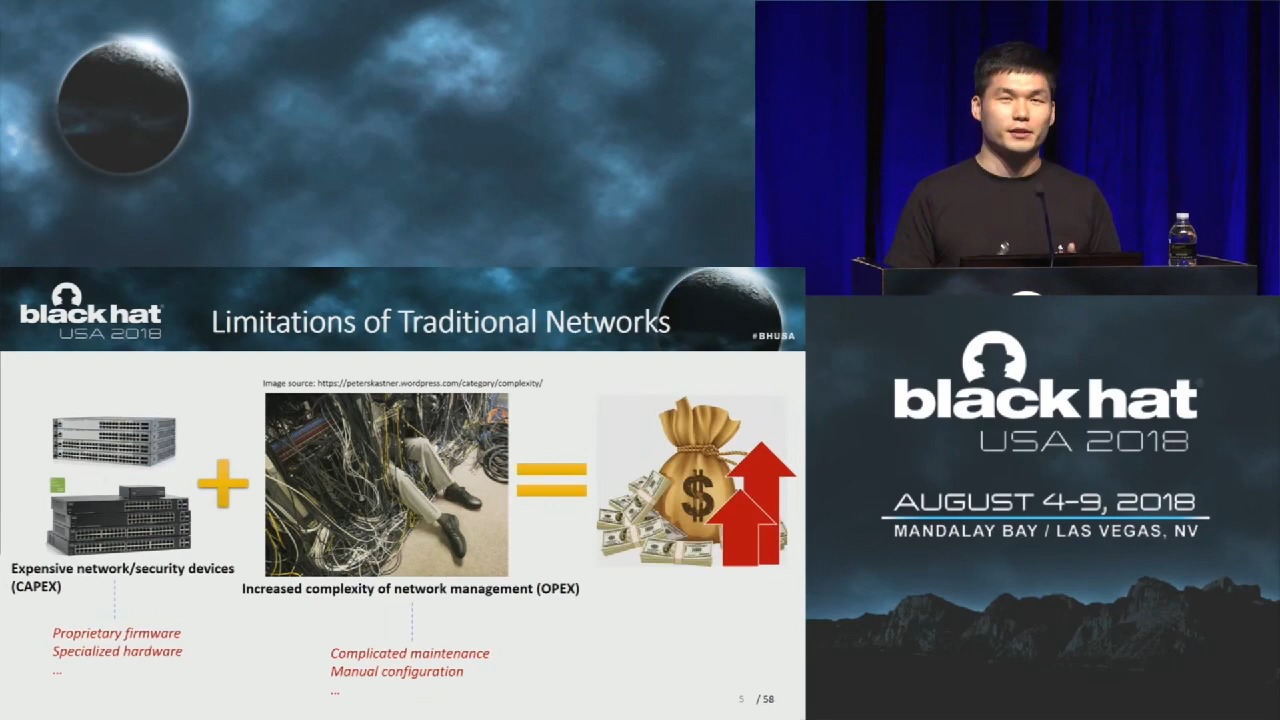 black hat
USA 2018
Limitations of Traditional Networks
#BHUSA
Image source: https://peterskastner.wordpress.com/category/complexity/
$
Expensive network/security devices
(CAPEX)
Increased complexity of network management (OPEX)
Proprietary firmware
Specialized hardware
...
Complicated maintenance
Manual configuration
...
5 / 58
black hat
USA 2018
AUGUST 4-9, 2018
MANDALAY BAY / LAS VEGAS, NV